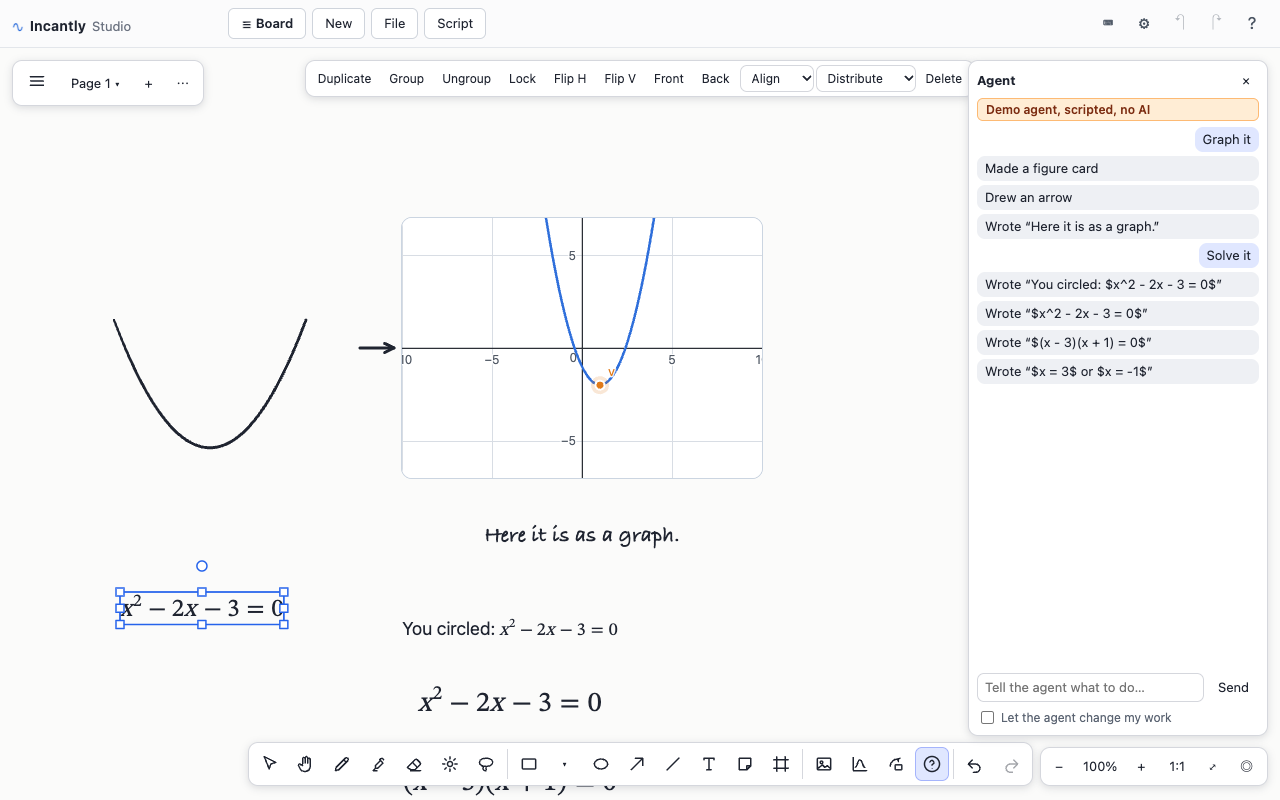 Incantly Studio
≡ Board
New
File
Script
?
Page 1
+
...
Duplicate
Group
Ungroup
Lock
Flip H
Flip V
Front
Back
Align
Distribute
Delete
Agent
×
Demo agent, scripted, no AI
Graph it
Made a figure card
Drew an arrow
Wrote “Here it is as a graph.”
Solve it
Wrote “You circled: $x^2 - 2x - 3 = 0$”
Wrote “$x^2 - 2x - 3 = 0$”
Wrote “$(x - 3)(x + 1) = 0$”
Wrote “$x = 3$ or $x = -1$”
5
−5
0
5
−5
Here it is as a graph.
x² − 2x − 3 = 0
You circled: x² − 2x − 3 = 0
x² − 2x − 3 = 0
Tell the agent what to do...
Send
Let the agent change my work
− 100% + 1:1